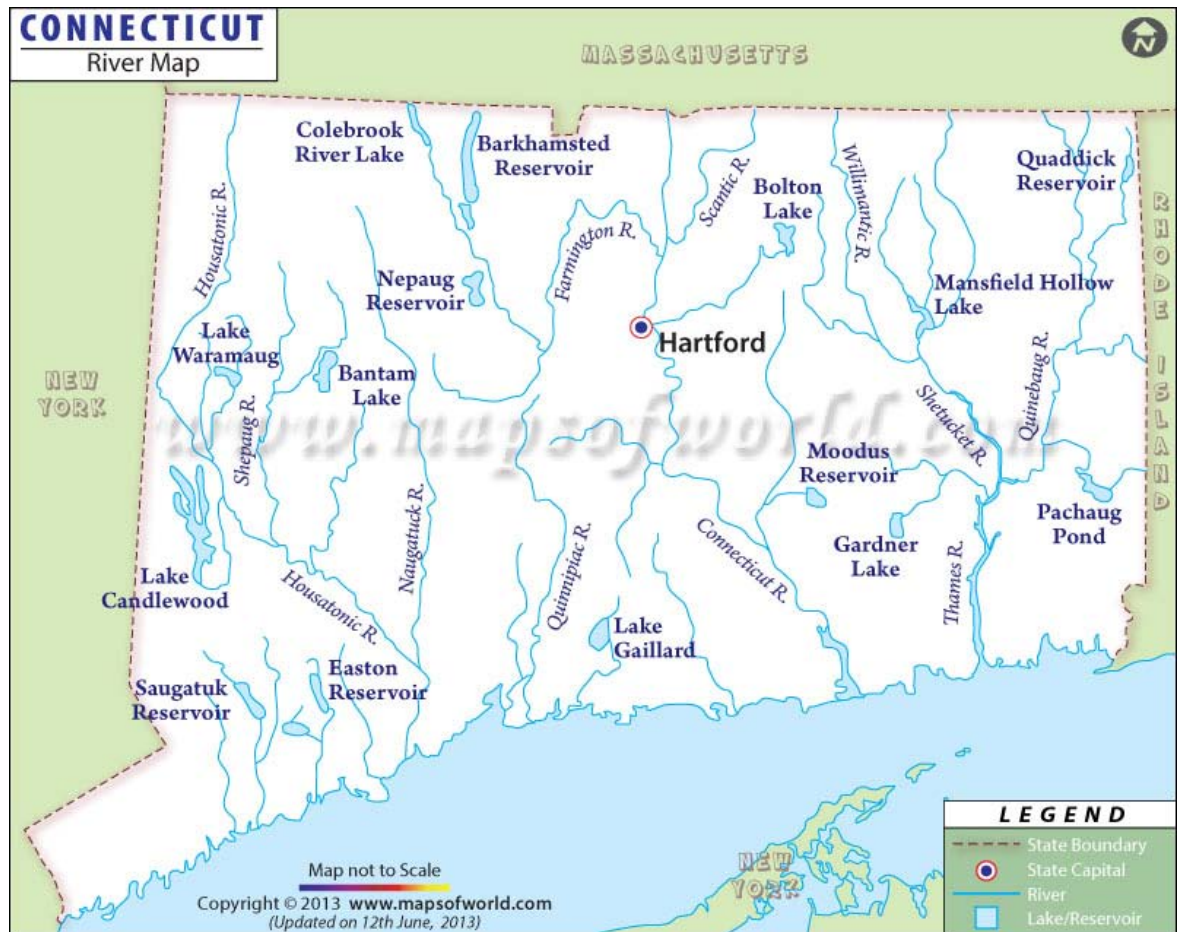 CONNECTICUT
River Map
MASSACHUSETTS
N
Colebrook
River Lake
Barkhamsted
Reservoir
Scantic R.
Bolton
Lake
Willimantic R.
Quaddick
Reservoir
RHODE ISLAND
Housatonic R.
Farmington R.
Nepaug
Reservoir
Mansfield Hollow
Lake
Lake
Waramaug
Hartford
Bantam
Lake
NEW
YORK
www.mapsofworld.com
Shepaug R.
Shetucket R.
Quinebaug R.
Moodus
Reservoir
Naugatuck R.
Pachaug
Pond
Quinnipiac R.
Connecticut R.
Gardner
Lake
Thames R.
Lake
Candlewood
Housatonic R.
Lake
Gaillard
Saugatuk
Reservoir
Easton
Reservoir
NEW
YORK
Map not to Scale
Copyright © 2013 www.mapsofworld.com
(Updated on 12th June, 2013)
LEGEND
State Boundary
State Capital
River
Lake/Reservoir